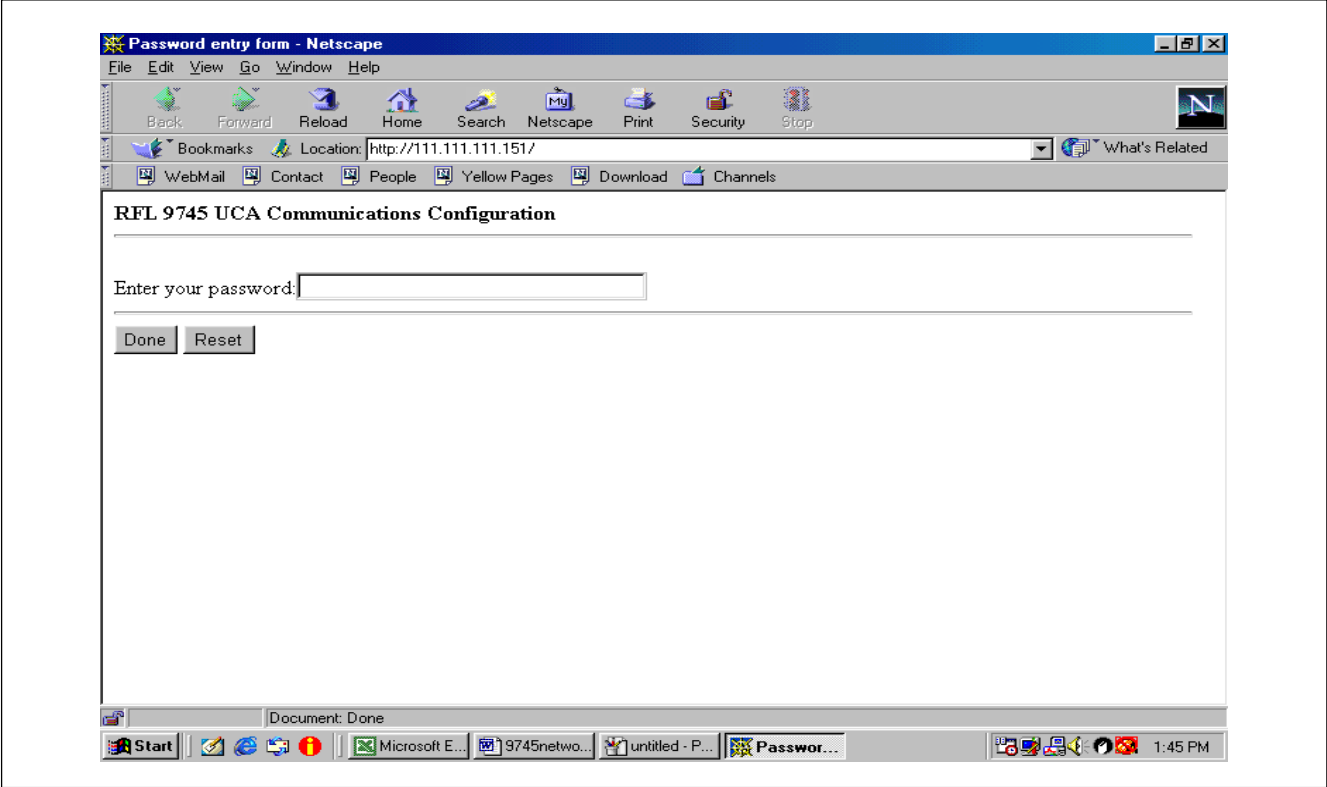 Password entry form - Netscape
File Edit View Go Window Help
Back Forward Reload Home Search My Netscape Print Security Stop N
Bookmarks Location: http://111.111.111.151/ What's Related
WebMail Contact People Yellow Pages Download Channels
RFL 9745 UCA Communications Configuration
Enter your password:
Done Reset
Document: Done
Start Microsoft E... 9745netwo... untitled - P... Passwor... 1:45 PM